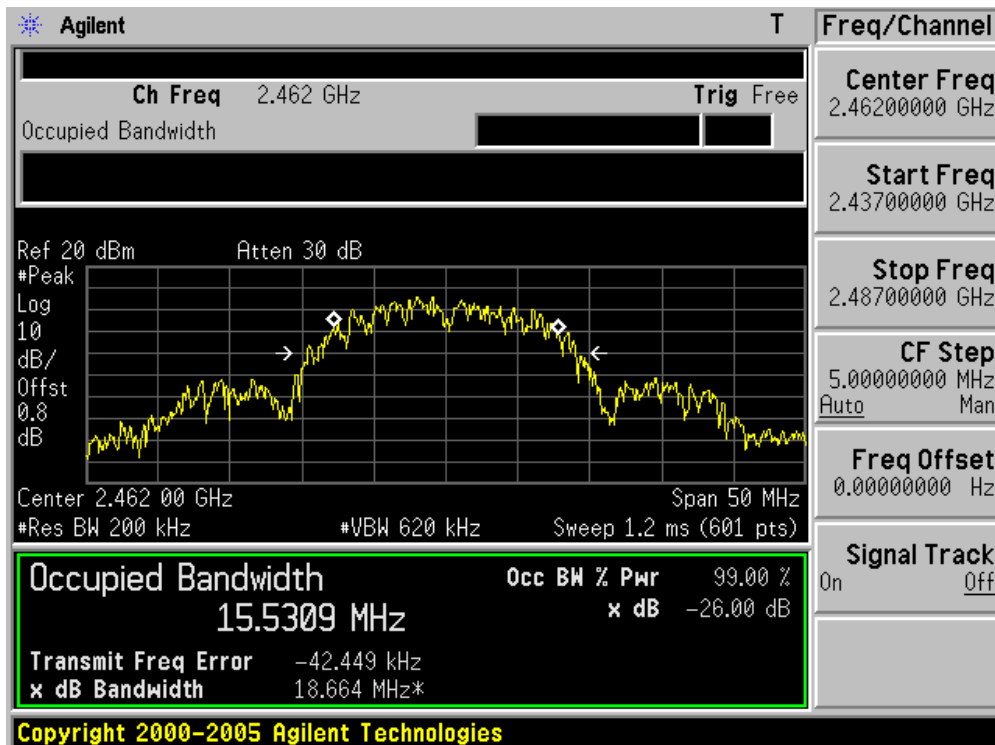 Agilent T Freq/Channel
Ch Freq 2.462 GHz Trig Free
Occupied Bandwidth
Center Freq
2.46200000 GHz
Start Freq
2.43700000 GHz
Stop Freq
2.48700000 GHz
CF Step
5.00000000 MHz
Auto Man
Freq Offset
0.00000000 Hz
Signal Track
On Off
Ref 20 dBm Atten 30 dB
#Peak
Log
10
dB/
Offst
0.8
dB
Center 2.462 00 GHz Span 50 MHz
#Res BW 200 kHz #VBW 620 kHz Sweep 1.2 ms (601 pts)
Occupied Bandwidth Occ BW % Pwr 99.00 %
15.5309 MHz x dB -26.00 dB
Transmit Freq Error -42.449 kHz
x dB Bandwidth 18.664 MHz*
Copyright 2000-2005 Agilent Technologies